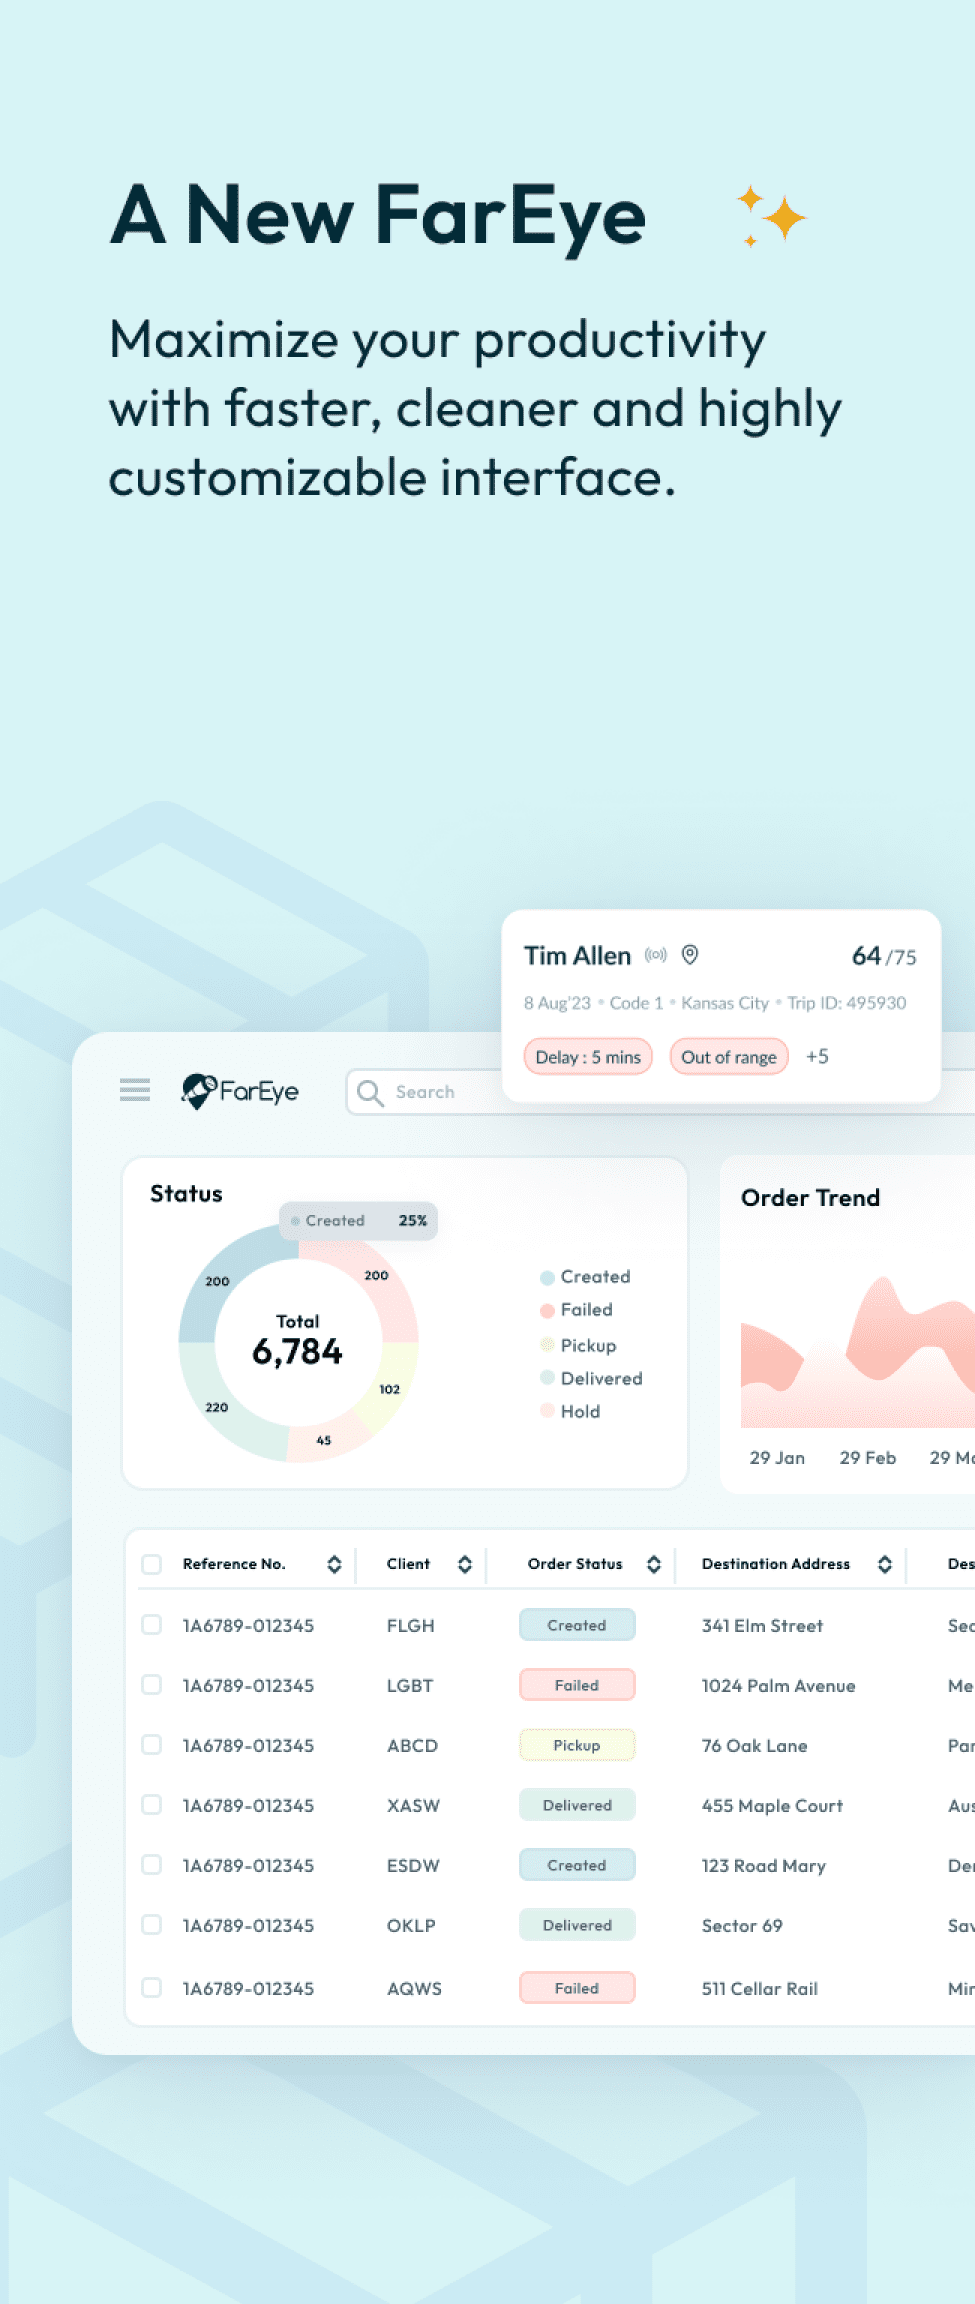 A New FarEye
Maximize your productivity
with faster, cleaner and highly
customizable interface.
Tim Allen 64/75
8 Aug'23 • Code 1 • Kansas City • Trip ID: 495930
Delay : 5 mins Out of range +5
FarEye Search
Status
Created 25%
200 200
Total
6,784
102
220
45
Created
Failed
Pickup
Delivered
Hold
Order Trend
29 Jan 29 Feb 29 Ma
Reference No. Client Order Status Destination Address Des
1A6789-012345 FLGH Created 341 Elm Street Sea
1A6789-012345 LGBT Failed 1024 Palm Avenue Me
1A6789-012345 ABCD Pickup 76 Oak Lane Par
1A6789-012345 XASW Delivered 455 Maple Court Aus
1A6789-012345 ESDW Created 123 Road Mary Der
1A6789-012345 OKLP Delivered Sector 69 Sav
1A6789-012345 AQWS Failed 511 Cellar Rail Min